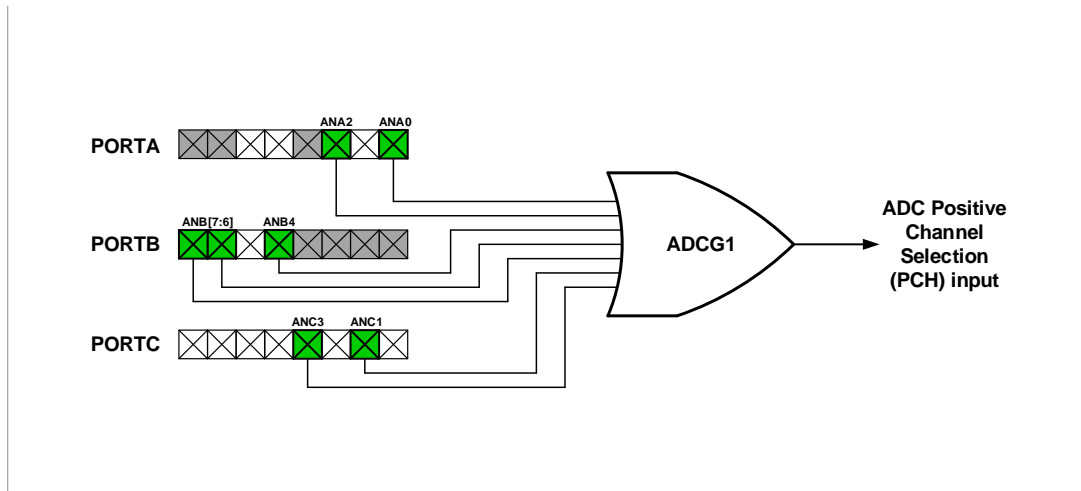 ANA2 ANA0
PORTA
ANB[7:6] ANB4
PORTB
ANC3 ANC1
PORTC
ADCG1
ADC Positive
Channel
Selection
(PCH) input